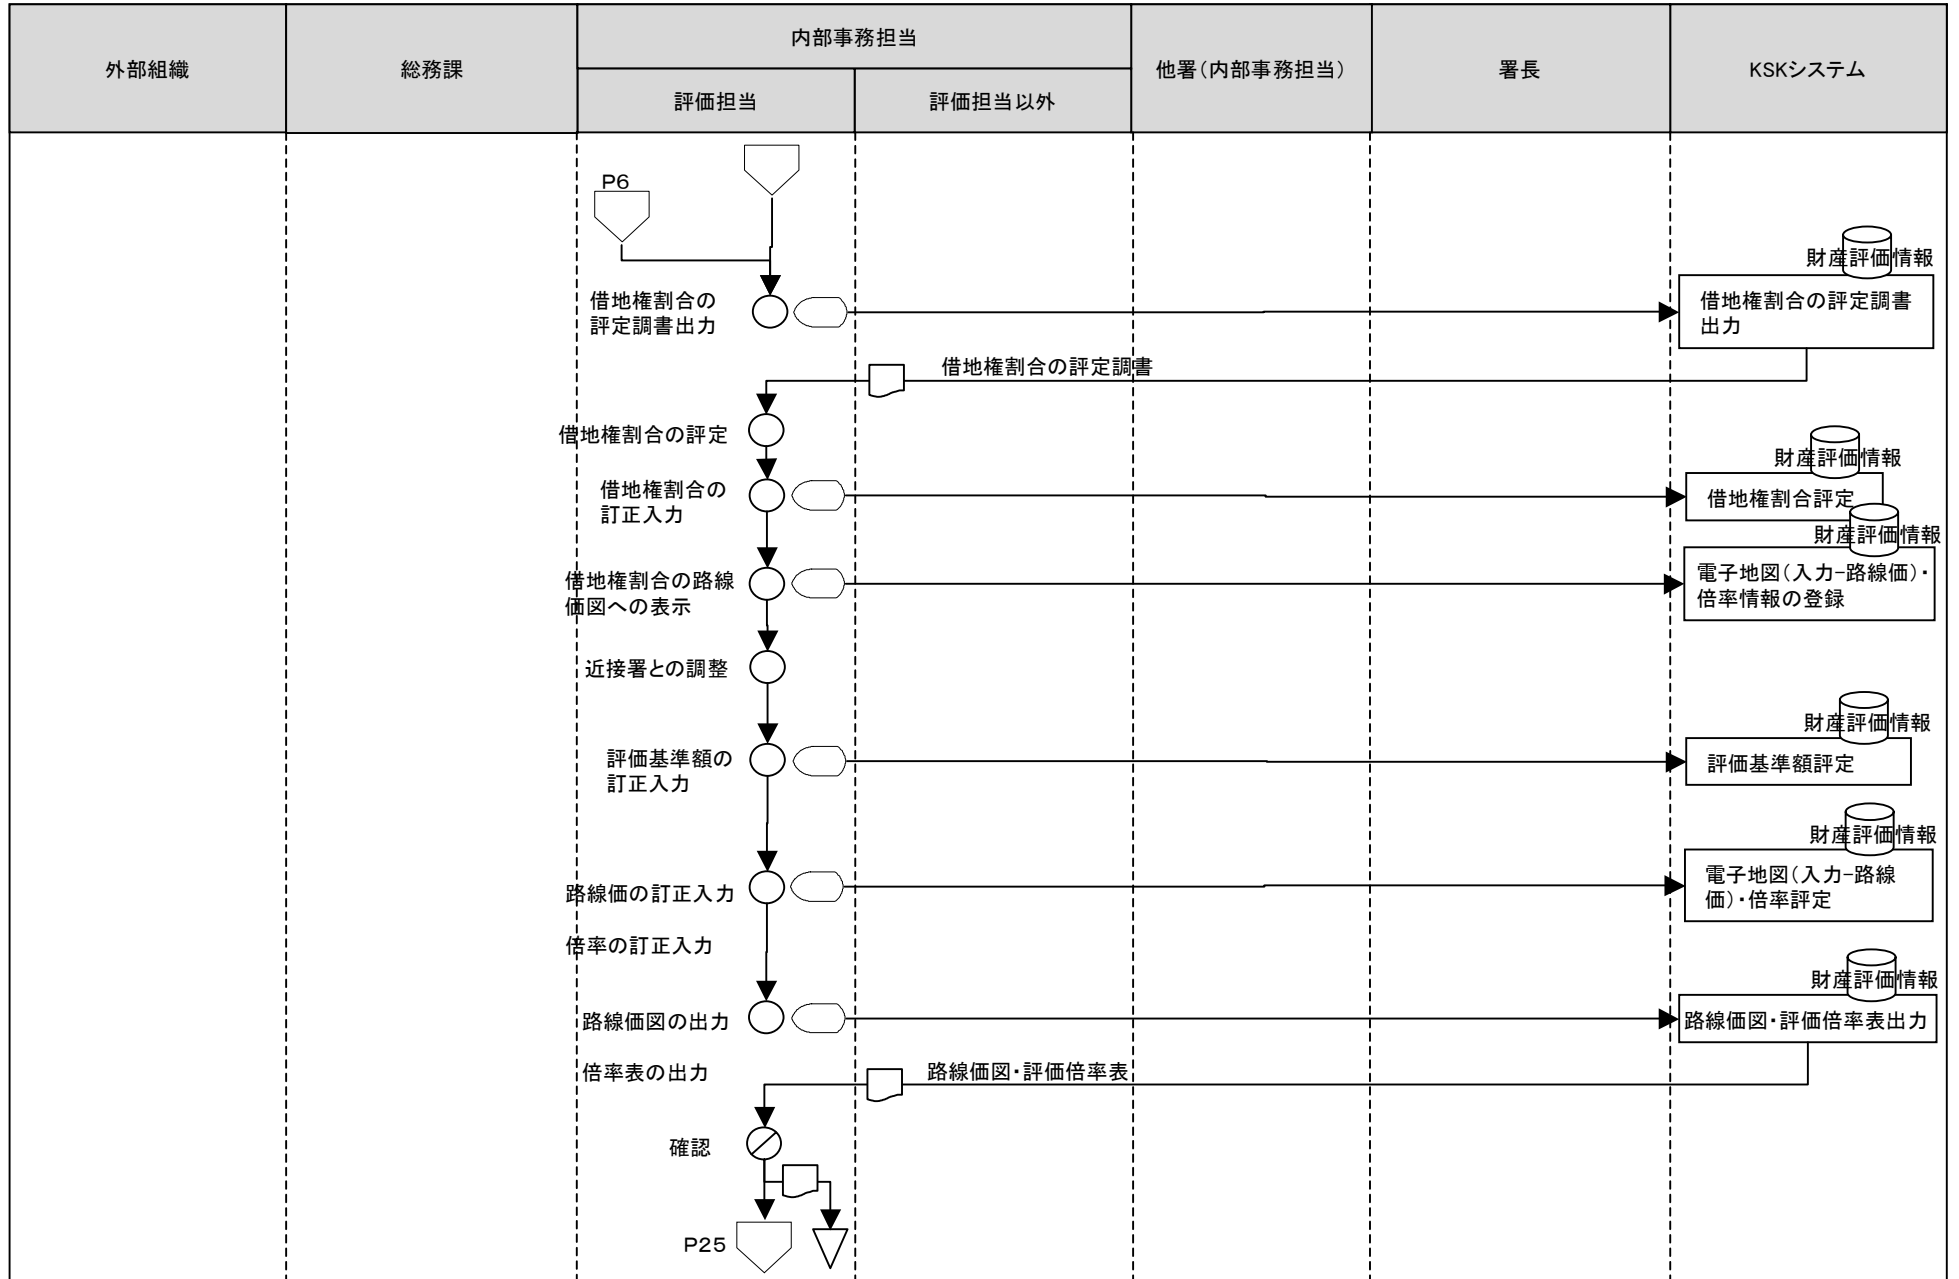 外部組織
総務課
内部事務担当
評価担当
評価担当以外
他署（内部事務担当）
署長
KSKシステム
P6
財産評価情報
借地権割合の
評定調書出力
借地権割合の評定調書
出力
借地権割合の評定調書
借地権割合の評定
財産評価情報
借地権割合の
訂正入力
借地権割合評定
財産評価情報
借地権割合の路線
価図への表示
電子地図（入力-路線価）・
倍率情報の登録
近接署との調整
財産評価情報
評価基準額の
訂正入力
評価基準額評定
財産評価情報
路線価の訂正入力
電子地図（入力-路線
価）・倍率評定
倍率の訂正入力
財産評価情報
路線価図の出力
路線価図・評価倍率表出力
倍率表の出力
路線価図・評価倍率表
確認
P25